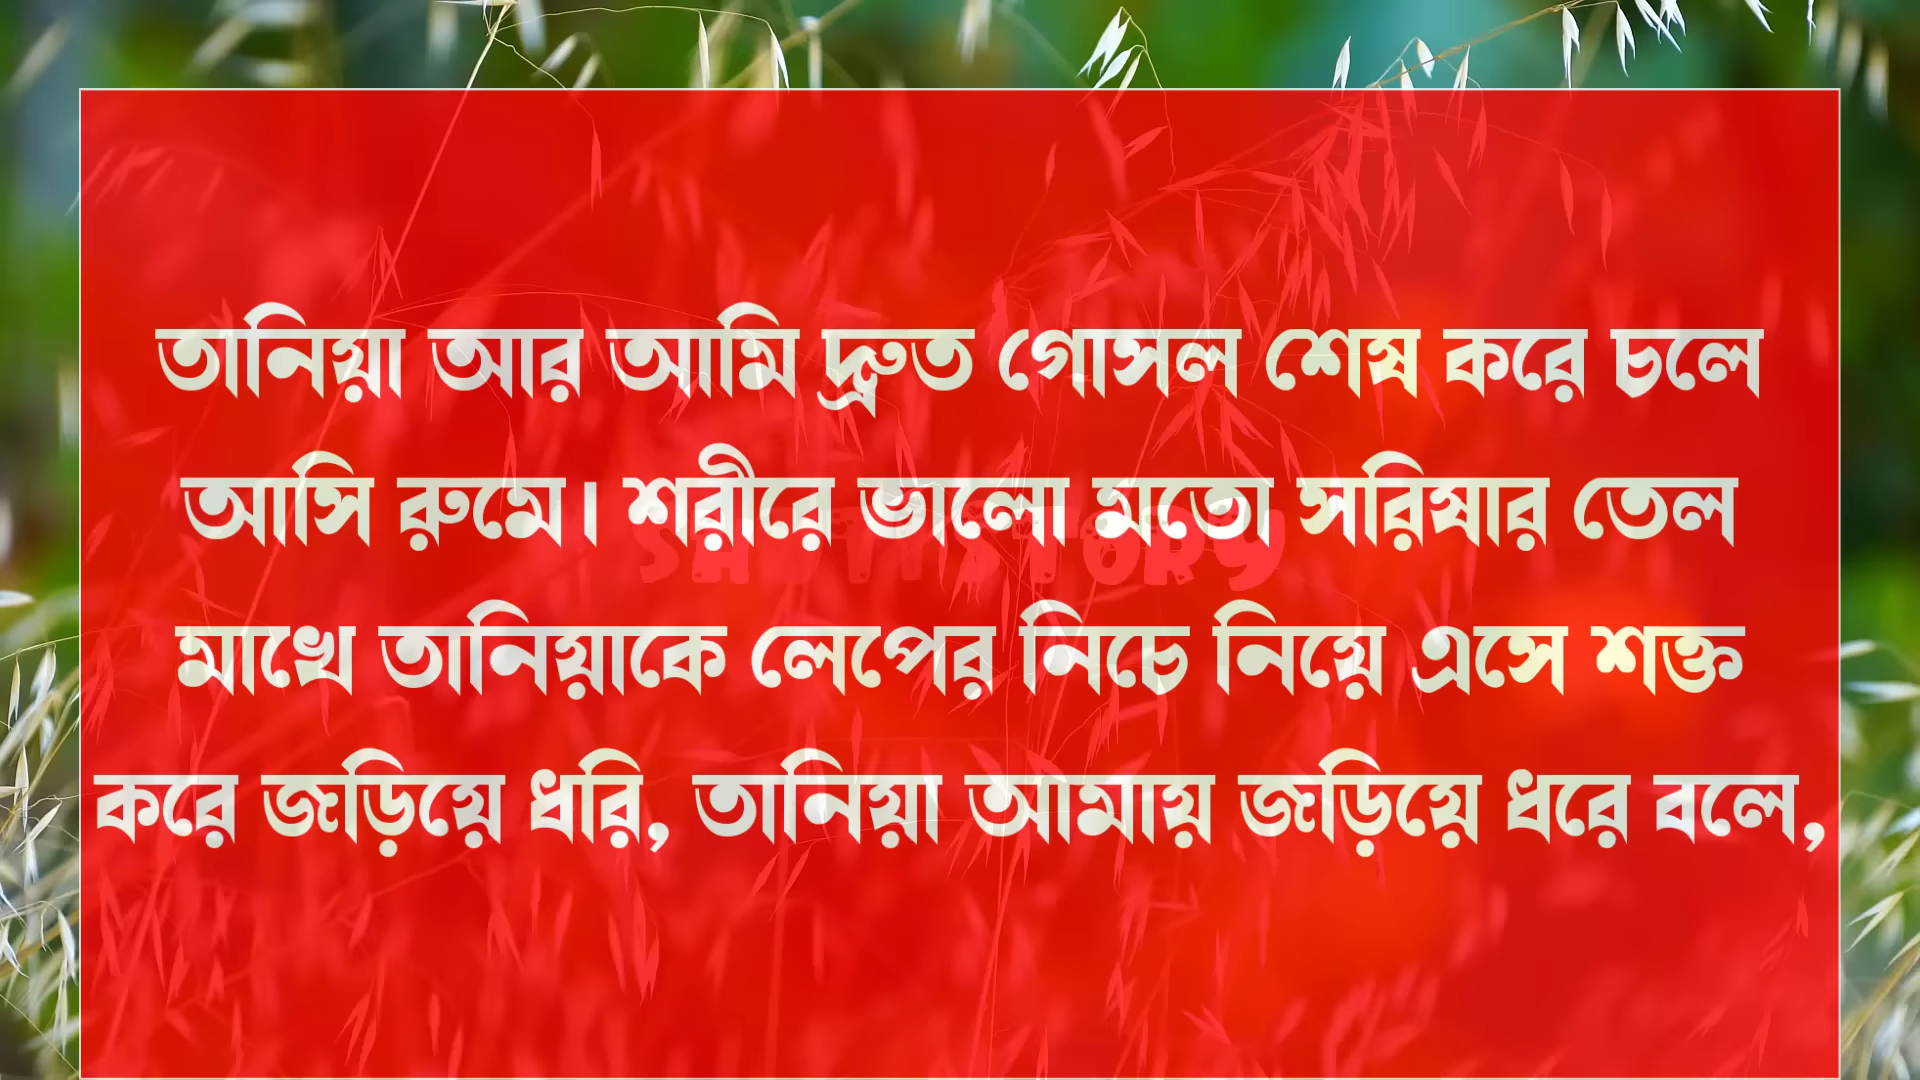 তানিয়া আর আমি দ্রুত গোসল শেষ করে চলে
আসি রুমে। শরীরে ভালো মতো সরিষার তেল
মাখে তানিয়াকে লেপের নিচে নিয়ে এসে শক্ত
করে জড়িয়ে ধরি, তানিয়া আমায় জড়িয়ে ধরে বলে,